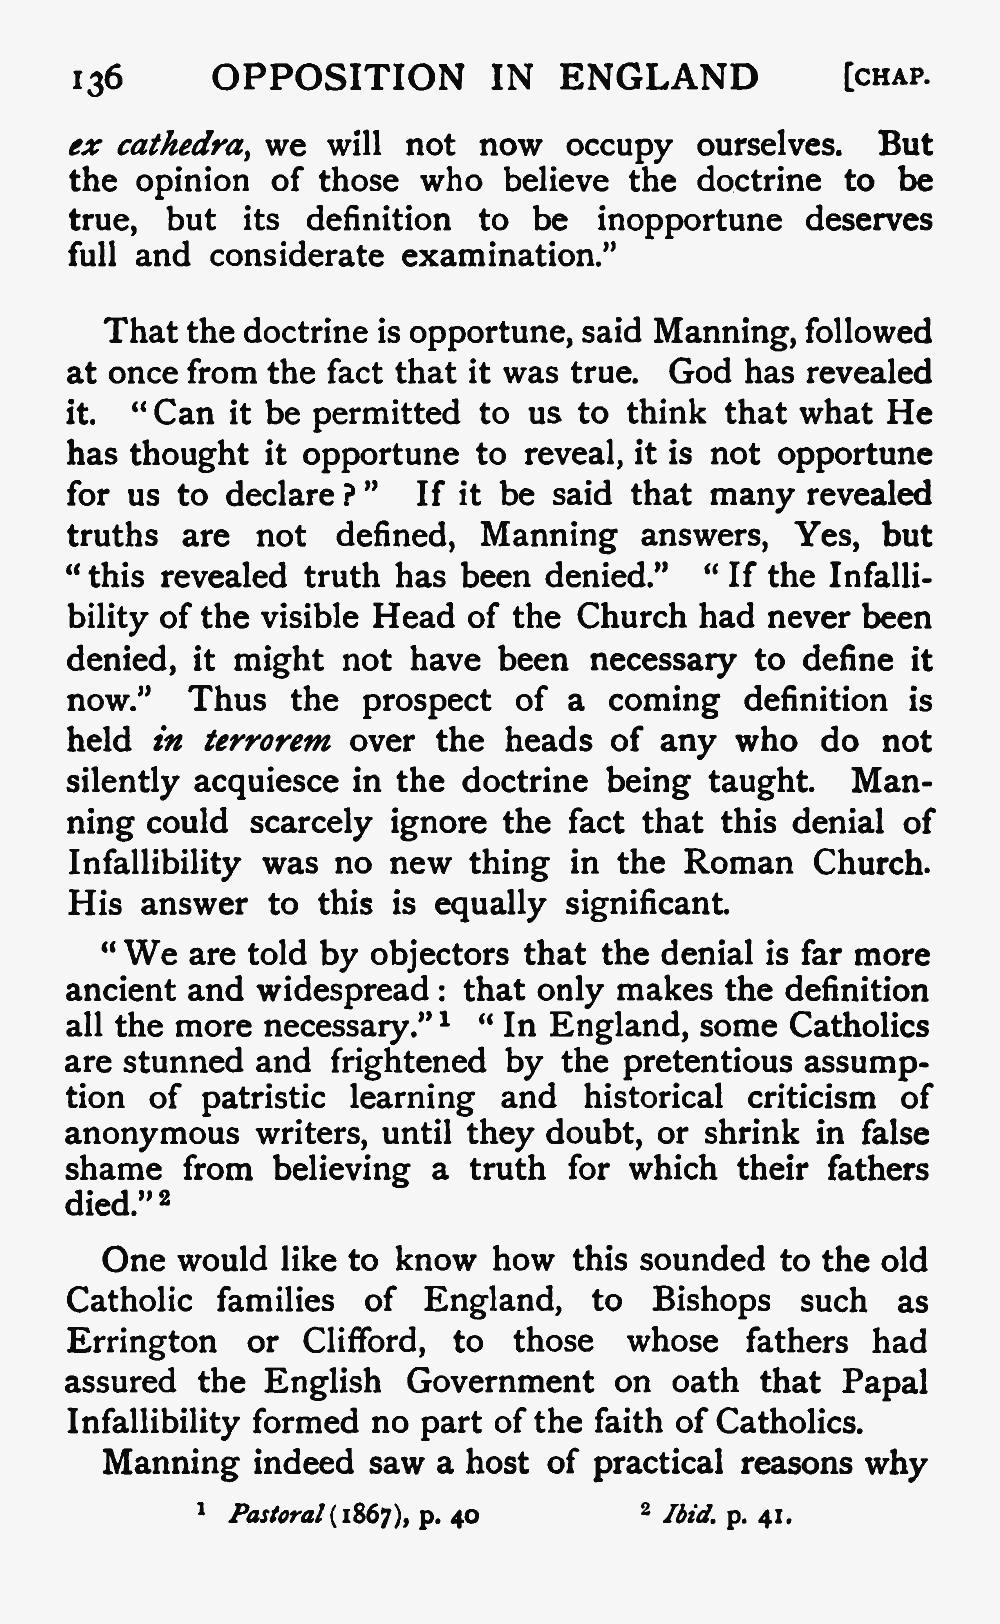 136 OPPOSITION IN ENGLAND [CHAP.
ex cathedra, we will not now occupy ourselves. But
the opinion of those who believe the doctrine to be
true, but its definition to be inopportune deserves
full and considerate examination.”
That the doctrine is opportune, said Manning, followed
at once from the fact that it was true. God has revealed
it. “Can it be permitted to us to think that what He
has thought it opportune to reveal, it is not opportune
for us to declare?” If it be said that many revealed
truths are not defined, Manning answers, Yes, but
“this revealed truth has been denied.” “If the Infalli-
bility of the visible Head of the Church had never been
denied, it might not have been necessary to define it
now.” Thus the prospect of a coming definition is
held in terrorem over the heads of any who do not
silently acquiesce in the doctrine being taught. Man-
ning could scarcely ignore the fact that this denial of
Infallibility was no new thing in the Roman Church.
His answer to this is equally significant.
“We are told by objectors that the denial is far more
ancient and widespread: that only makes the definition
all the more necessary.”¹ “In England, some Catholics
are stunned and frightened by the pretentious assump-
tion of patristic learning and historical criticism of
anonymous writers, until they doubt, or shrink in false
shame from believing a truth for which their fathers
died.”²
One would like to know how this sounded to the old
Catholic families of England, to Bishops such as
Errington or Clifford, to those whose fathers had
assured the English Government on oath that Papal
Infallibility formed no part of the faith of Catholics.
Manning indeed saw a host of practical reasons why
¹ Pastoral (1867), p. 40 ² Ibid. p. 41.